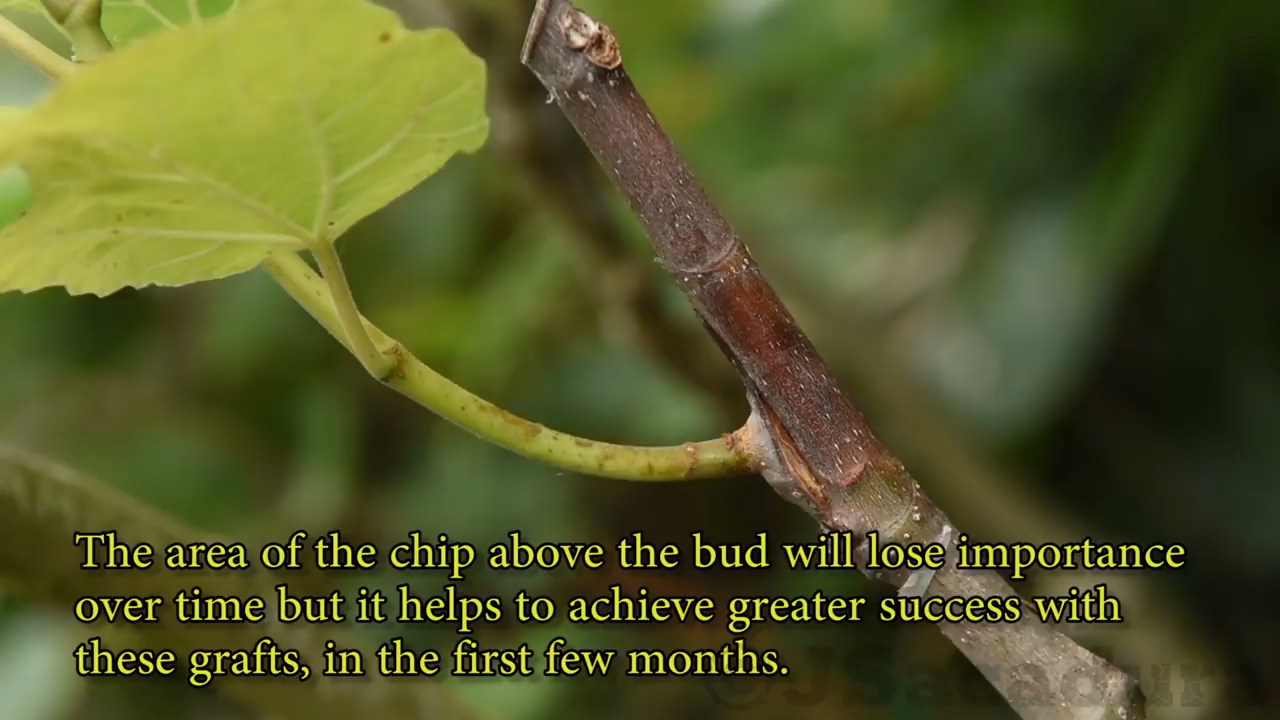 The area of the chip above the bud will lose importance
over time but it helps to achieve greater success with
these grafts, in the first few months.
©JSacadura